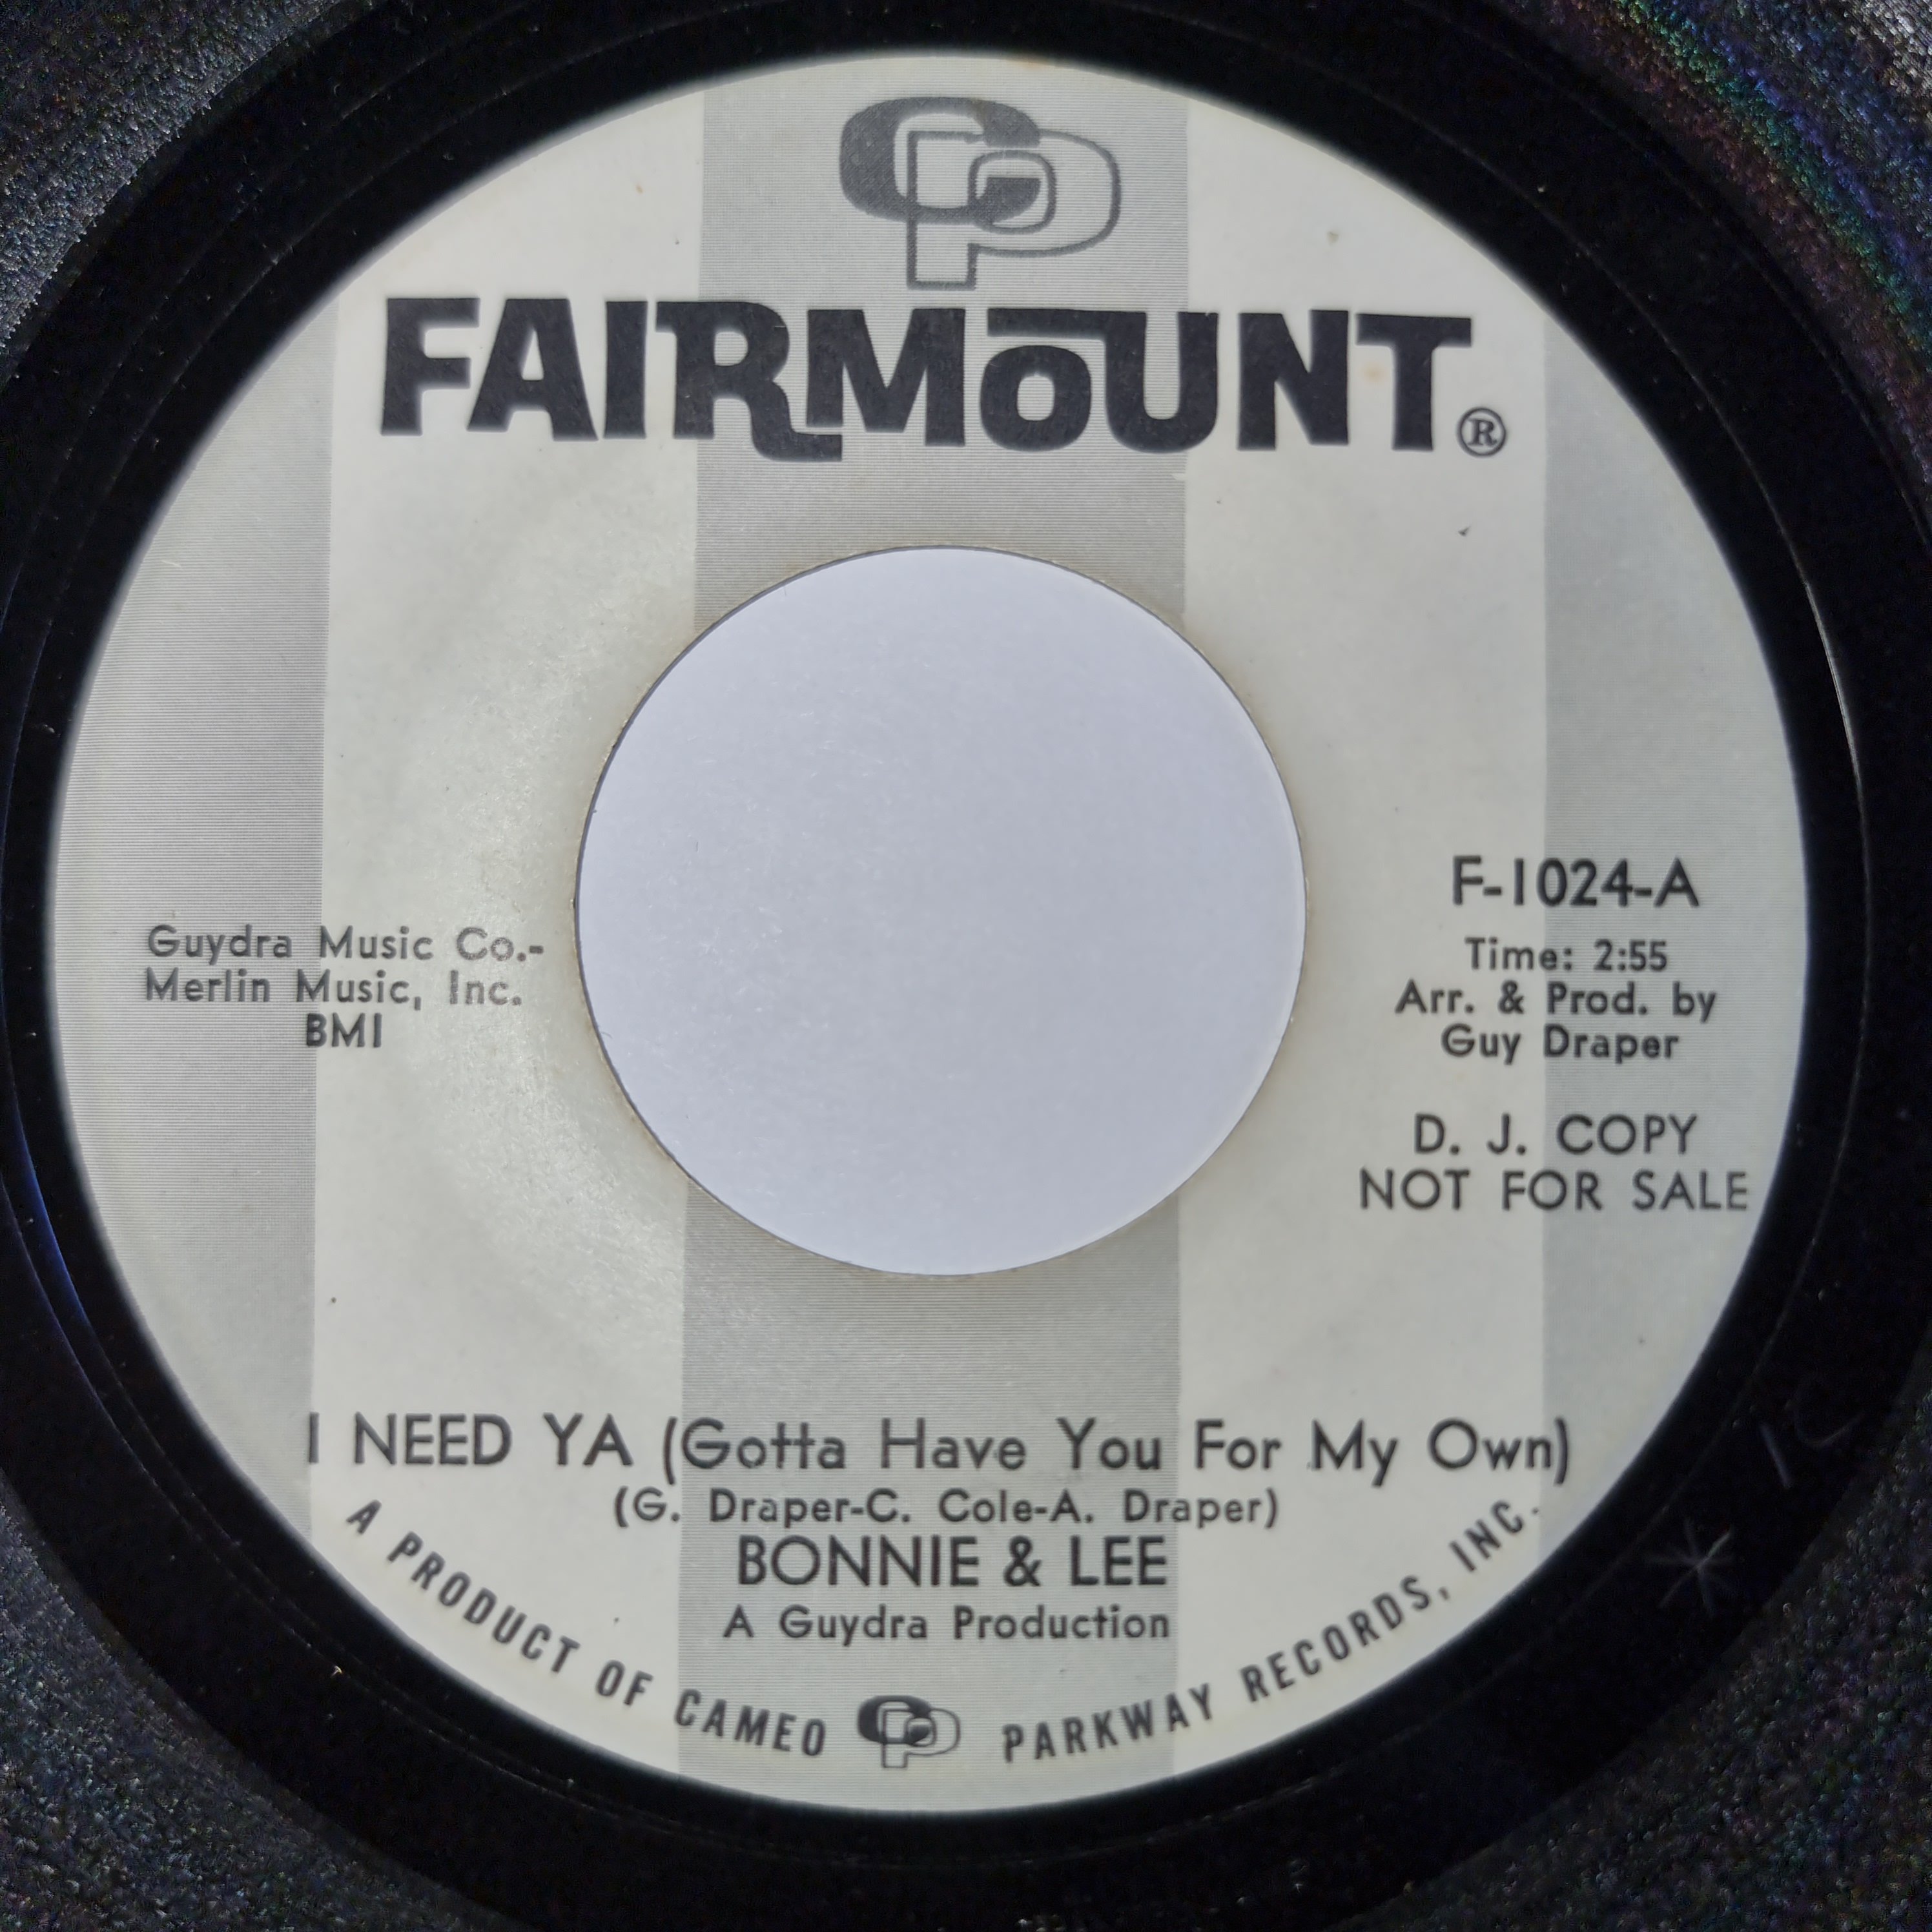 CP
FAIRMOUNT®
Guydra Music Co.-
Merlin Music, Inc.
BMI
F-1024-A
Time: 2:55
Arr. & Prod. by
Guy Draper
D. J. COPY
NOT FOR SALE
I NEED YA (Gotta Have You For My Own)
(G. Draper-C. Cole-A. Draper)
BONNIE & LEE
A Guydra Production
A PRODUCT OF CAMEO CP PARKWAY RECORDS, INC.